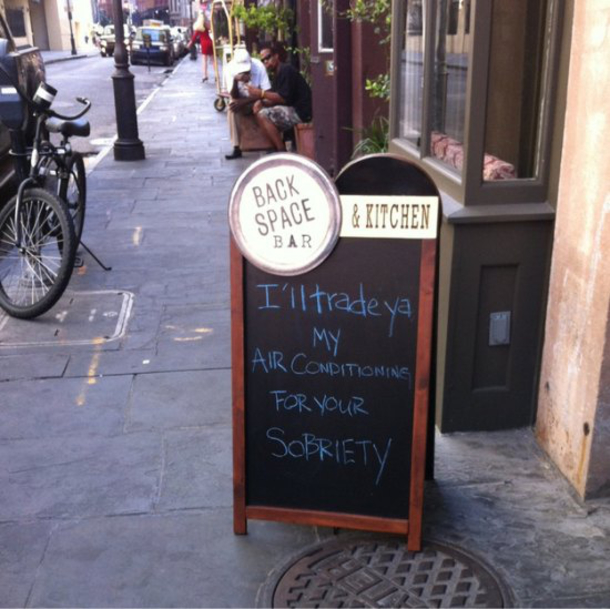 BACK
SPACE
BAR
& KITCHEN
I'll trade ya
MY
AIR CONDITIONING
FOR YOUR
SOBRIETY